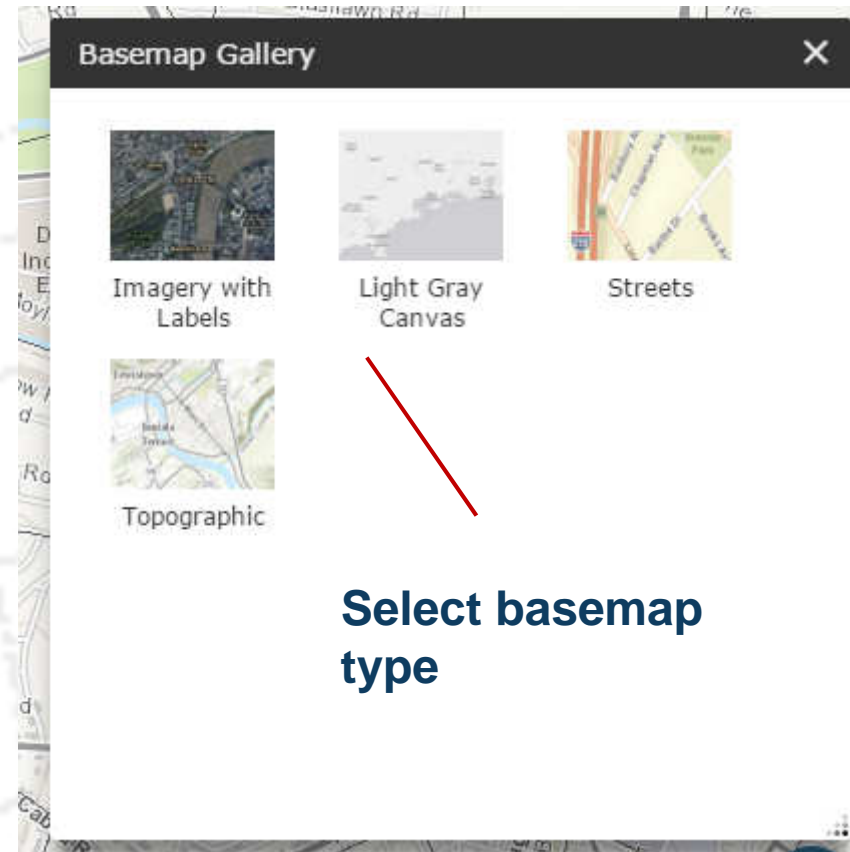 Basemap Gallery
Imagery with
Labels
Light Gray
Canvas
Streets
Topographic
Select basemap
type